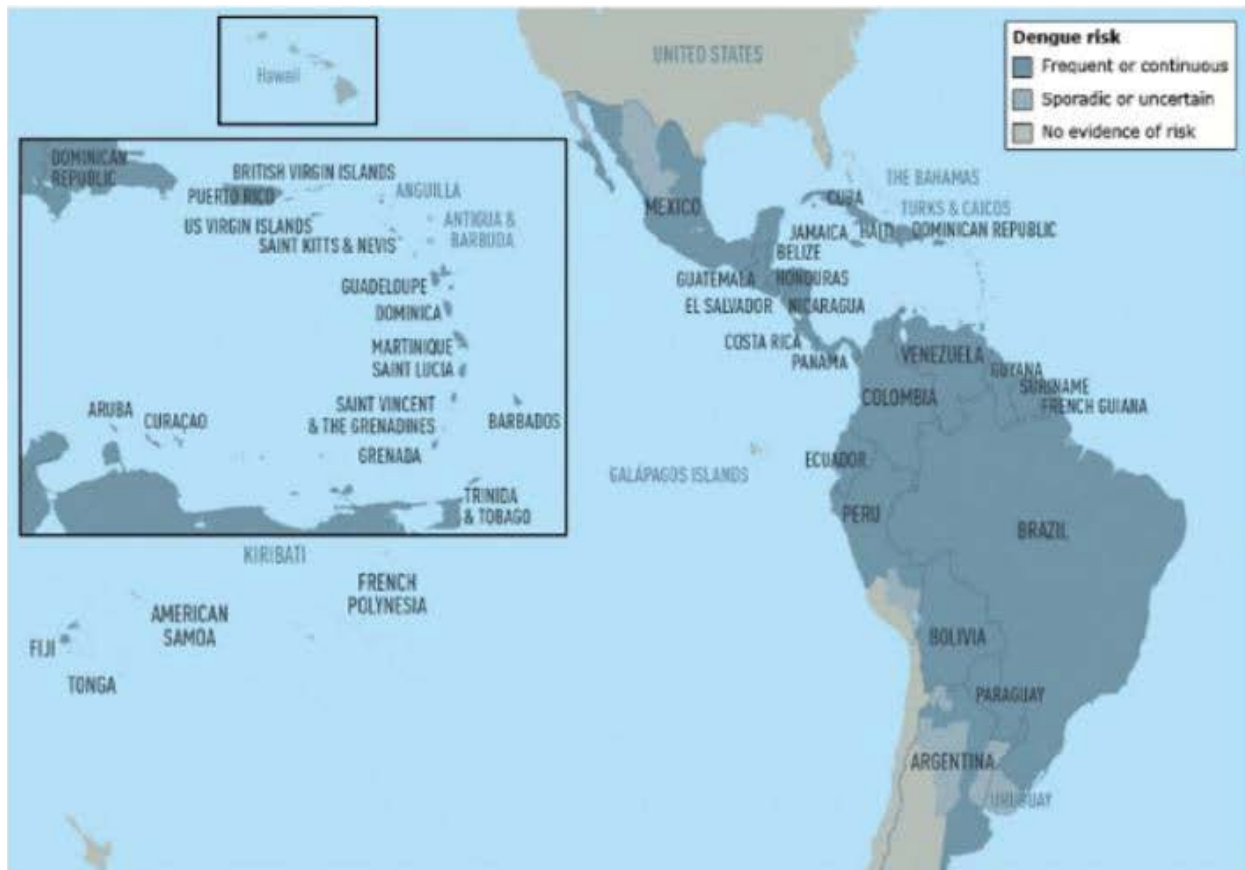 Hawaii
UNITED STATES
Dengue risk
Frequent or continuous
Sporadic or uncertain
No evidence of risk
DOMINICAN
REPUBLIC
BRITISH VIRGIN ISLANDS
PUERTO RICO
ANGUILLA
US VIRGIN ISLANDS
ANTIGUA &
BARBUDA
SAINT KITTS & NEVIS
GUADELOUPE
DOMINICA
MARTINIQUE
SAINT LUCIA
SAINT VINCENT
& THE GRENADINES
BARBADOS
ARUBA
CURAÇAO
GRENADA
TRINIDA
& TOBAGO
THE BAHAMAS
CUBA
TURKS & CAICOS
MEXICO
JAMAICA
HAITI
DOMINICAN REPUBLIC
BELIZE
GUATEMALA
HONDURAS
EL SALVADOR
NICARAGUA
COSTA RICA
PANAMA
VENEZUELA
GUYANA
SURINAME
FRENCH GUIANA
COLOMBIA
ECUADOR
GALÁPAGOS ISLANDS
PERU
BRAZIL
KIRIBATI
FRENCH
POLYNESIA
AMERICAN
SAMOA
FIJI
TONGA
BOLIVIA
PARAGUAY
ARGENTINA
URUGUAY